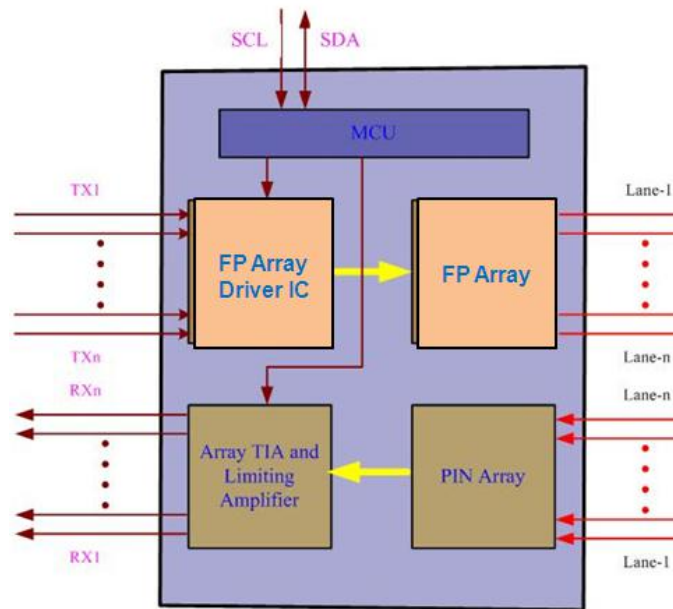 SCL
SDA
MCU
TX1
Lane-1
FP Array
Driver IC
FP Array
TXn
Lane-n
RXn
Lane-n
Array TIA and
Limiting
Amplifier
PIN Array
RX1
Lane-1